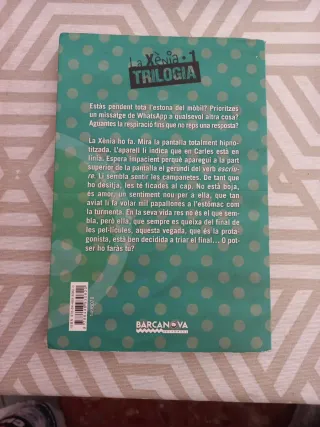 La Xènia · 1
TRILOGIA
Estàs pendent tota l'estona del mòbil? Prioritzes
un missatge de WhatsApp a qualsevol altra cosa?
Aguantes la respiració fins que no reps una resposta?
La Xènia ho fa. Mira la pantalla totalment hipno-
titzada. L'aparell li indica que en Carles està en
línia. Espera impacient perquè aparegui a la part
superior de la pantalla el gerundi del verb escriu-
re. Li sembla sentir les campanetes. De tant que
ho desitja, les té ficades al cap. No està boja,
és amor, un sentiment nou per a ella, que tan
aviat li fa volar mil papallones a l'estómac com
la turmenta. En la seva vida res no és el que sem-
bla, però ella, que sempre es queixa del final de
les pel·lícules, aquesta vegada, que és la prota-
gonista, està ben decidida a triar el final... O pot-
ser ho faràs tu?
BARCANOVA